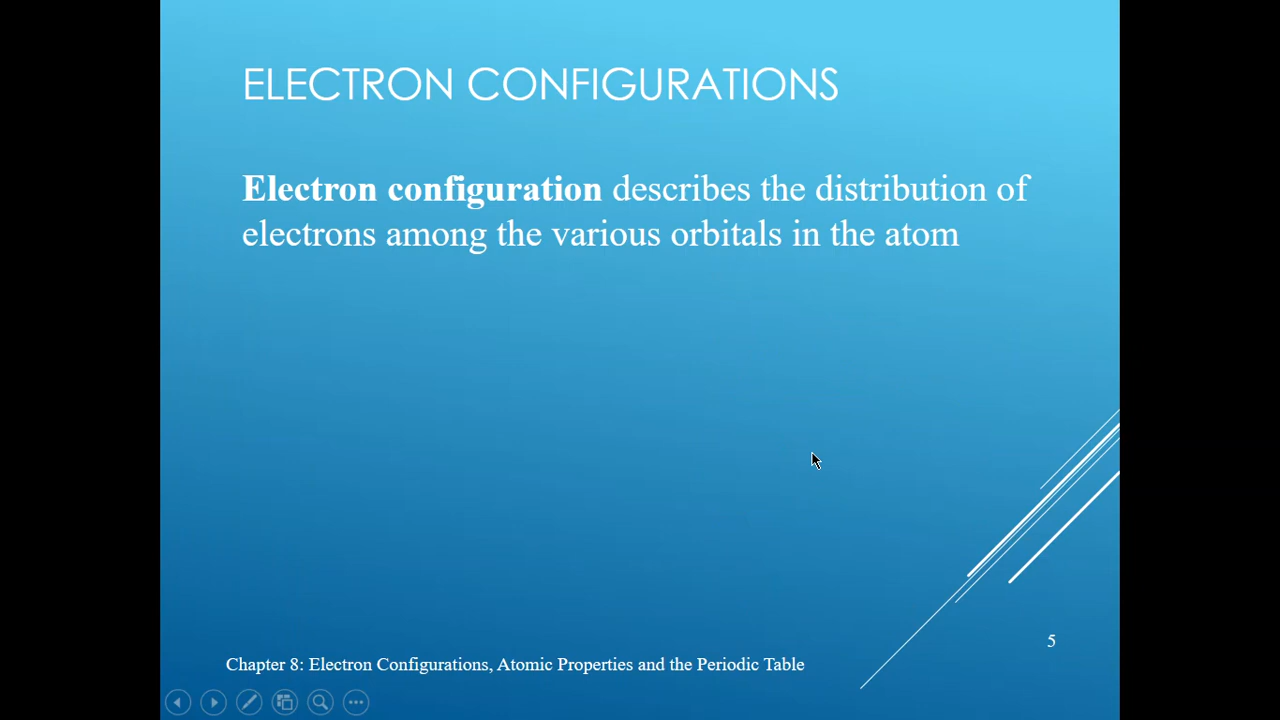 ELECTRON CONFIGURATIONS
Electron configuration describes the distribution of
electrons among the various orbitals in the atom
5
Chapter 8: Electron Configurations, Atomic Properties and the Periodic Table